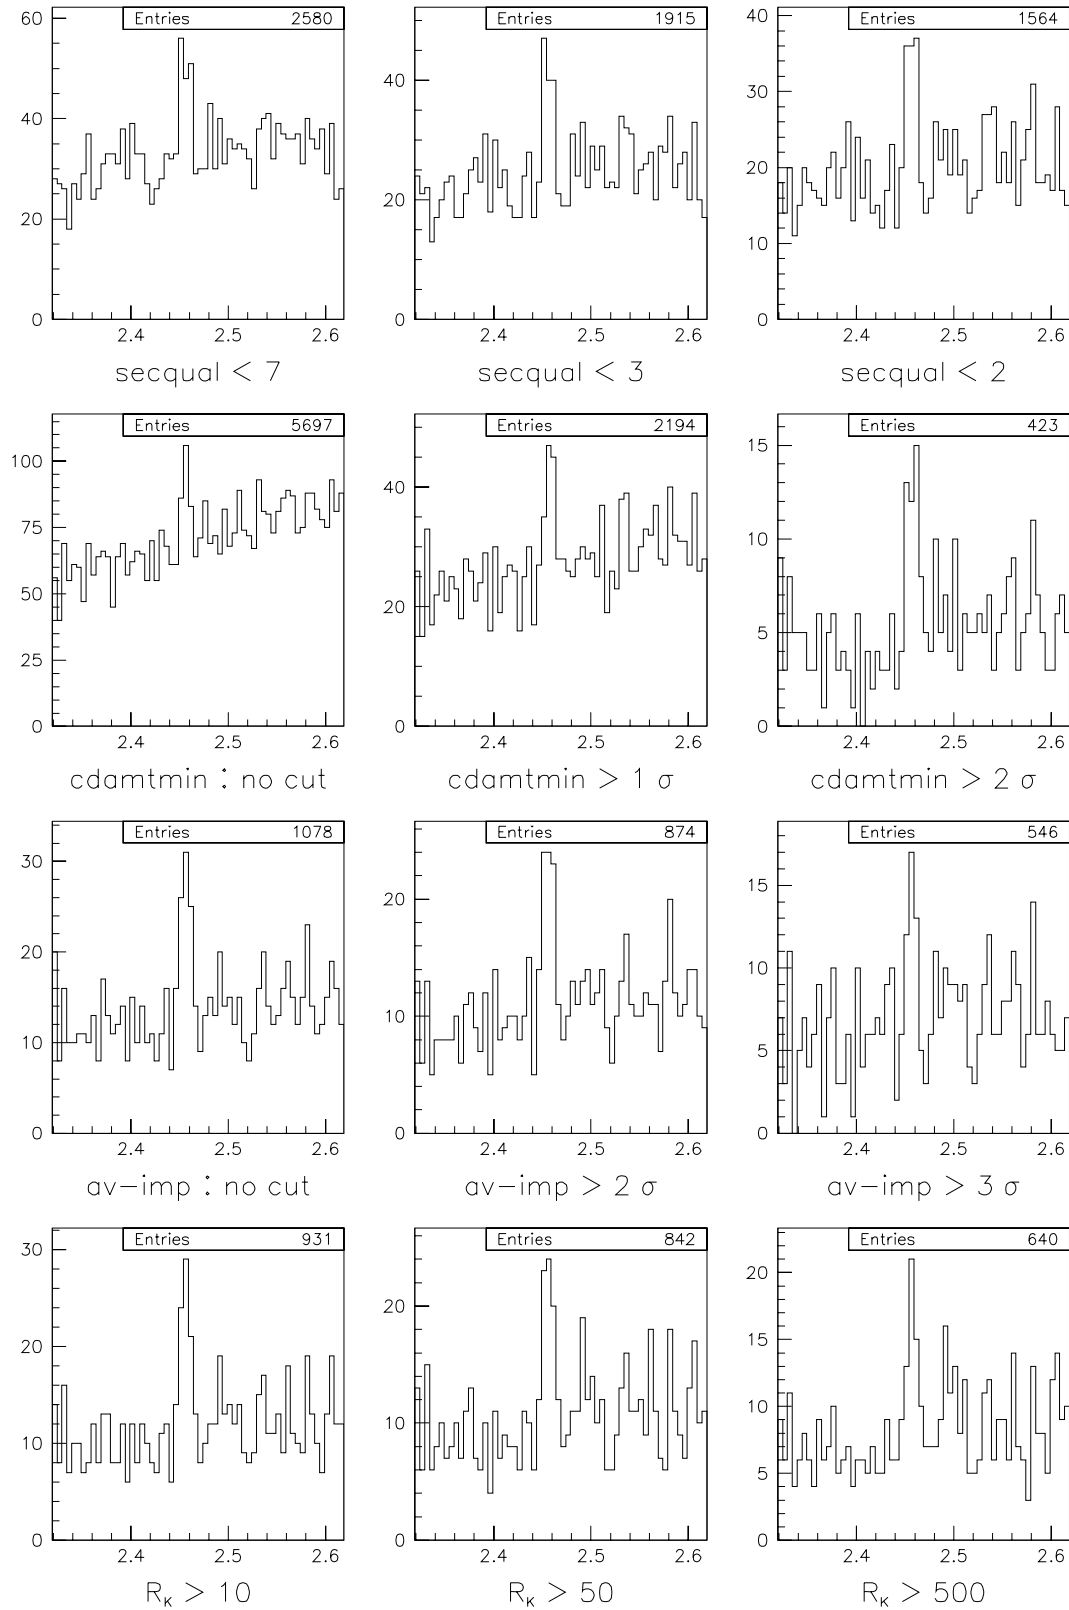 Entries 2580
60
40
20
0
2.4 2.5 2.6
secqual < 7
Entries 1915
40
20
0
2.4 2.5 2.6
secqual < 3
Entries 1564
40
30
20
10
0
2.4 2.5 2.6
secqual < 2
Entries 5697
100
75
50
25
0
2.4 2.5 2.6
cdamtmin : no cut
Entries 2194
40
20
0
2.4 2.5 2.6
cdamtmin > 1 σ
Entries 423
15
10
5
0
2.4 2.5 2.6
cdamtmin > 2 σ
Entries 1078
30
20
10
0
2.4 2.5 2.6
av−imp : no cut
Entries 874
20
10
0
2.4 2.5 2.6
av−imp > 2 σ
Entries 546
15
10
5
0
2.4 2.5 2.6
av−imp > 3 σ
Entries 931
30
20
10
0
2.4 2.5 2.6
R_K > 10
Entries 842
20
10
0
2.4 2.5 2.6
R_K > 50
Entries 640
20
15
10
5
0
2.4 2.5 2.6
R_K > 500